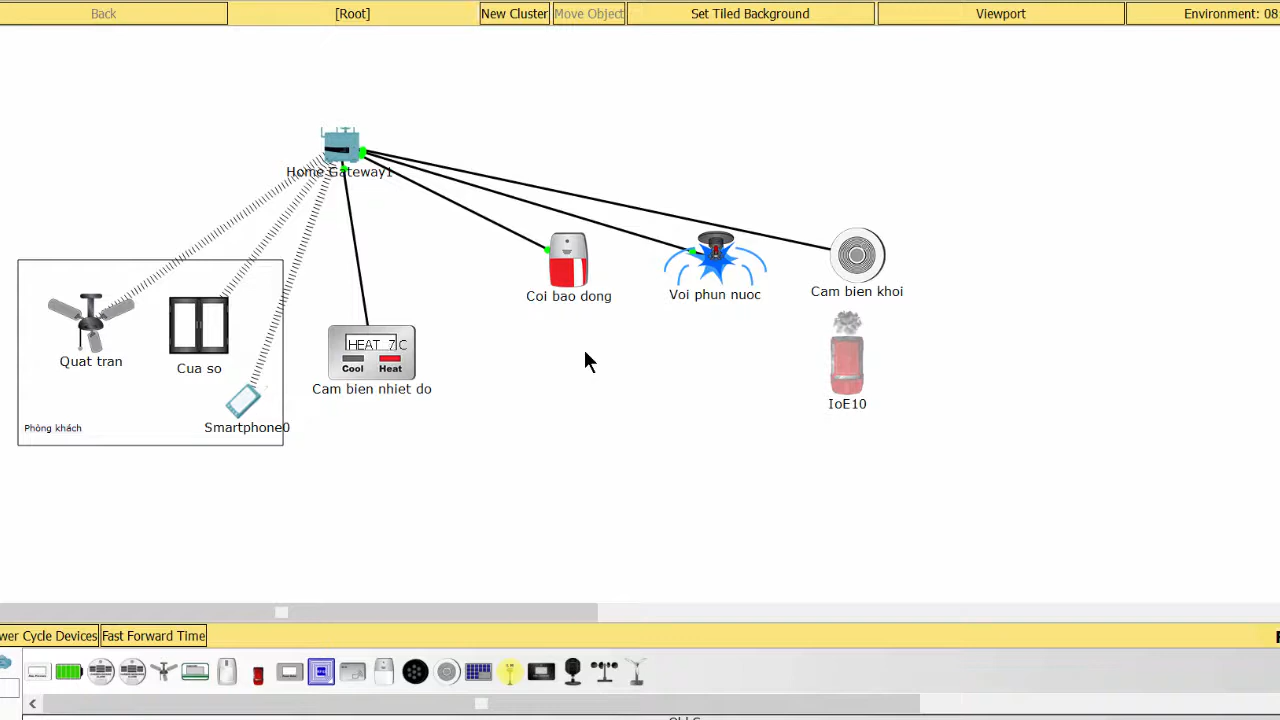 Back
[Root]
New Cluster
Move Object
Set Tiled Background
Viewport
Environment: 08
Home Gateway1
Coi bao dong
Voi phun nuoc
Cam bien khoi
HEAT 7C
Cool Heat
Quat tran
Cua so
Cam bien nhiet do
IoE10
Smartphone0
Phòng khách
wer Cycle Devices
Fast Forward Time